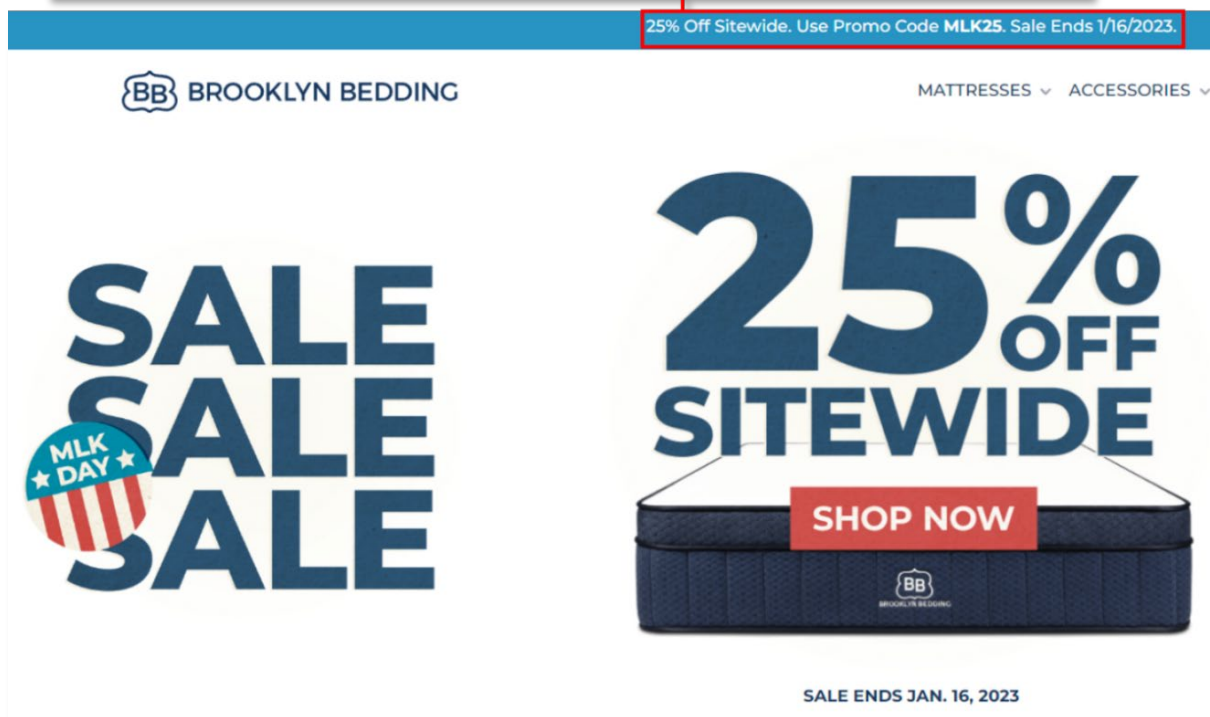 25% Off Sitewide. Use Promo Code MLK25. Sale Ends 1/16/2023.
BB BROOKLYN BEDDING
MATTRESSES ACCESSORIES
SALE
SALE
SALE
MLK
DAY
25%
OFF
SITEWIDE
SHOP NOW
BB
BROOKLYN BEDDING
SALE ENDS JAN. 16, 2023